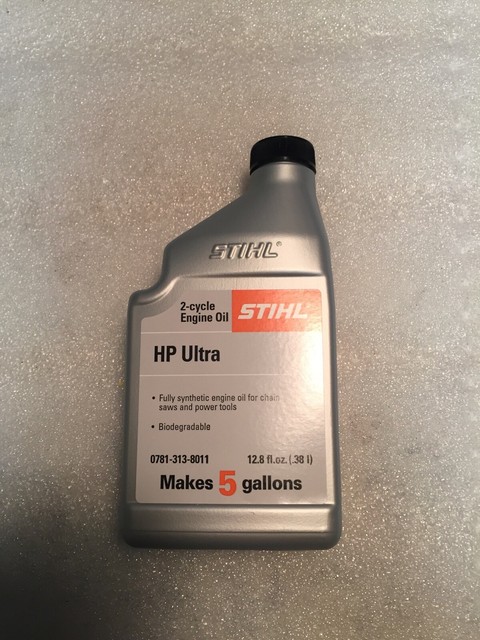 STIHL®
2-cycle
Engine Oil
STIHL
HP Ultra
• Fully synthetic engine oil for chain
saws and power tools
• Biodegradable
0781-313-8011 12.8 fl.oz. (.38 l)
Makes 5 gallons